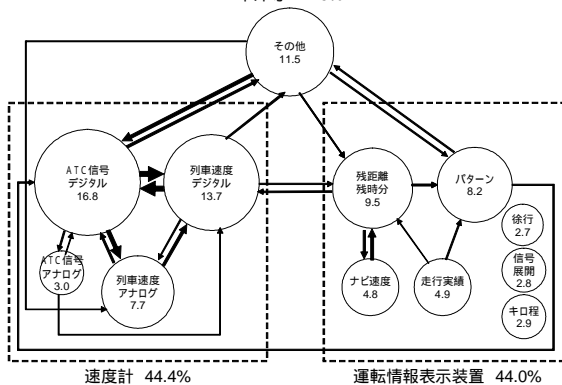 その他
11.5
ATC信号
デジタル
16.8
列車速度
デジタル
13.7
残距離
残時分
9.5
パターン
8.2
徐行
2.7
ATC信号
アナログ
3.0
列車速度
アナログ
7.7
ナビ速度
4.8
走行実績
4.9
信号
展開
2.8
キロ程
2.9
速度計 44.4%
運転情報表示装置 44.0%